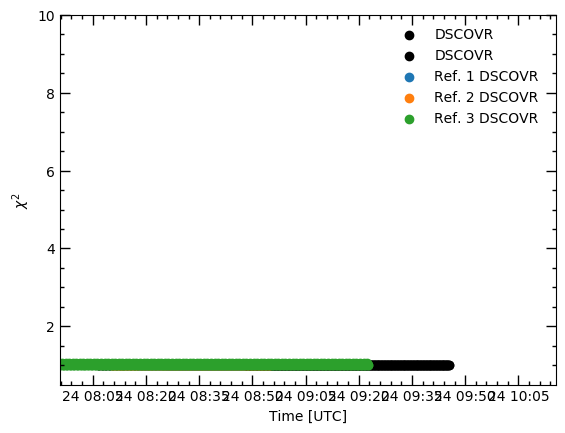 10
DSCOVR
DSCOVR
Ref. 1 DSCOVR
Ref. 2 DSCOVR
Ref. 3 DSCOVR
8
6
χ²
4
2
24 08:05 24 08:20 24 08:35 24 08:50 24 09:05 24 09:20 24 09:35 24 09:50 24 10:05
Time [UTC]